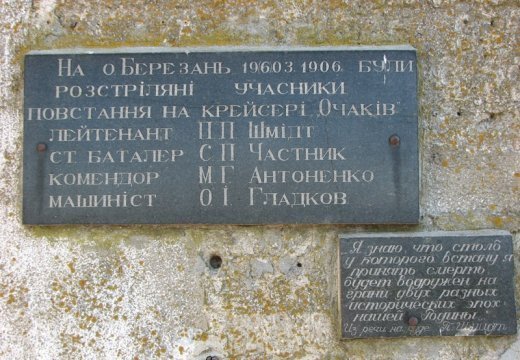 На о Березань 19.6.03.1906 були
розстріляні учасники
повстання на крейсері „Очаків"
лейтенант П.П. Шмідт
ст. баталер С.П. Частник
комендор М.Г. Антоненко
машиніст О.І. Гладков
Я знаю, что столб
у которого встану я
принять смерть
будет водружен на
грани двух разных
исторических эпох
нашей Родины.
Из речи на суде П. Шмидт